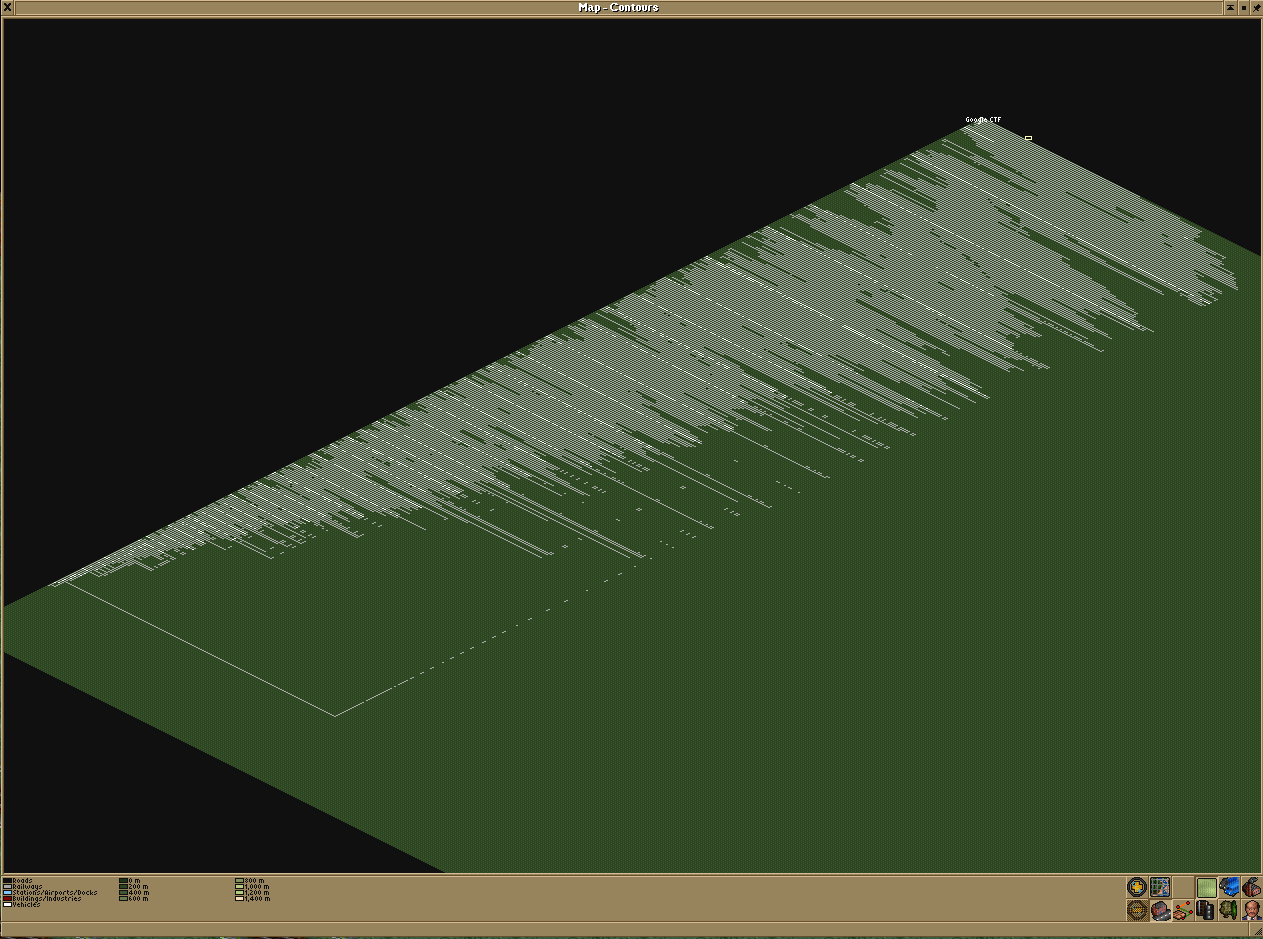 Map - Contours
Google CTF
Roads
Railways
Stations/Airports/Docks
Buildings/Industries
Vehicles
0 m
200 m
400 m
600 m
800 m
1,000 m
1,200 m
1,400 m